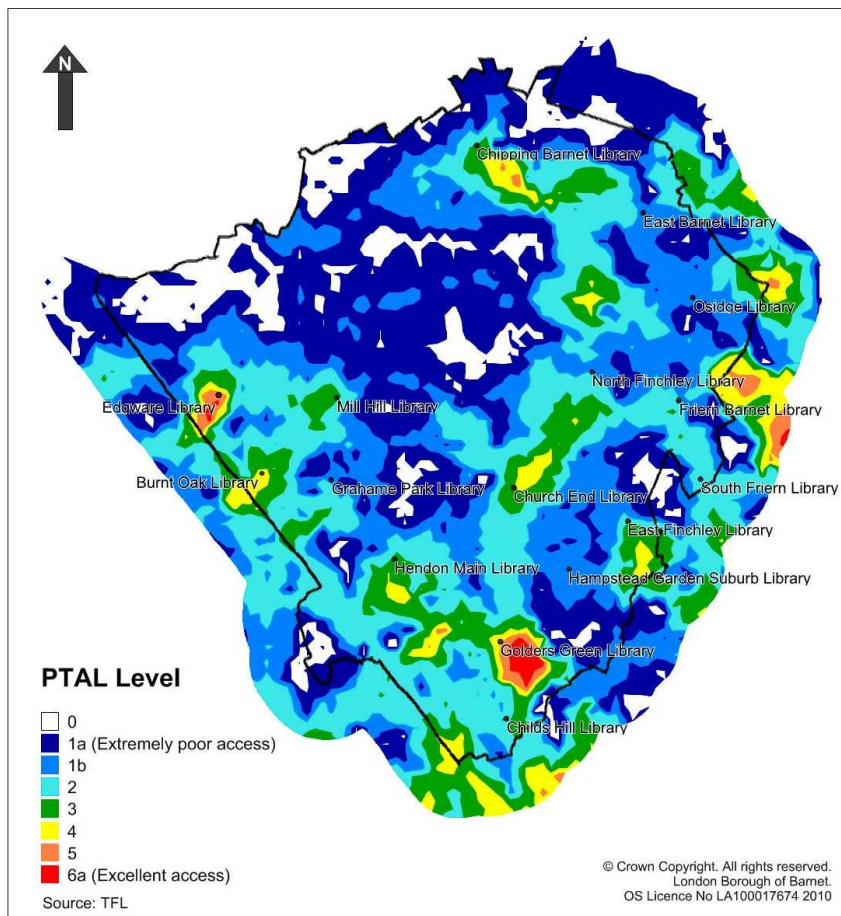 N
Chipping Barnet Library
East Barnet Library
Osidge Library
North Finchley Library
Edgware Library
Mill Hill Library
Friern Barnet Library
Burnt Oak Library
Grahame Park Library
Church End Library
South Friern Library
East Finchley Library
Hendon Main Library
Hampstead Garden Suburb Library
Golders Green Library
Childs Hill Library
PTAL Level
0
1a (Extremely poor access)
1b
2
3
4
5
6a (Excellent access)
Source: TFL
© Crown Copyright. All rights reserved.
London Borough of Barnet.
OS Licence No LA100017674 2010